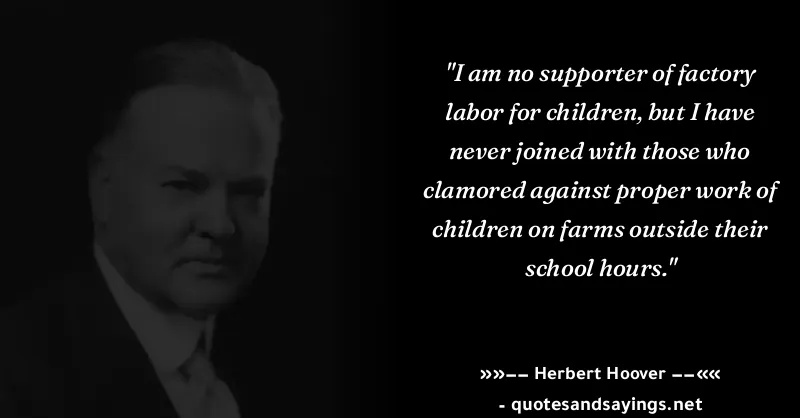 "I am no supporter of factory
labor for children, but I have
never joined with those who
clamored against proper work of
children on farms outside their
school hours."
»»−− Herbert Hoover −−««
- quotesandsayings.net